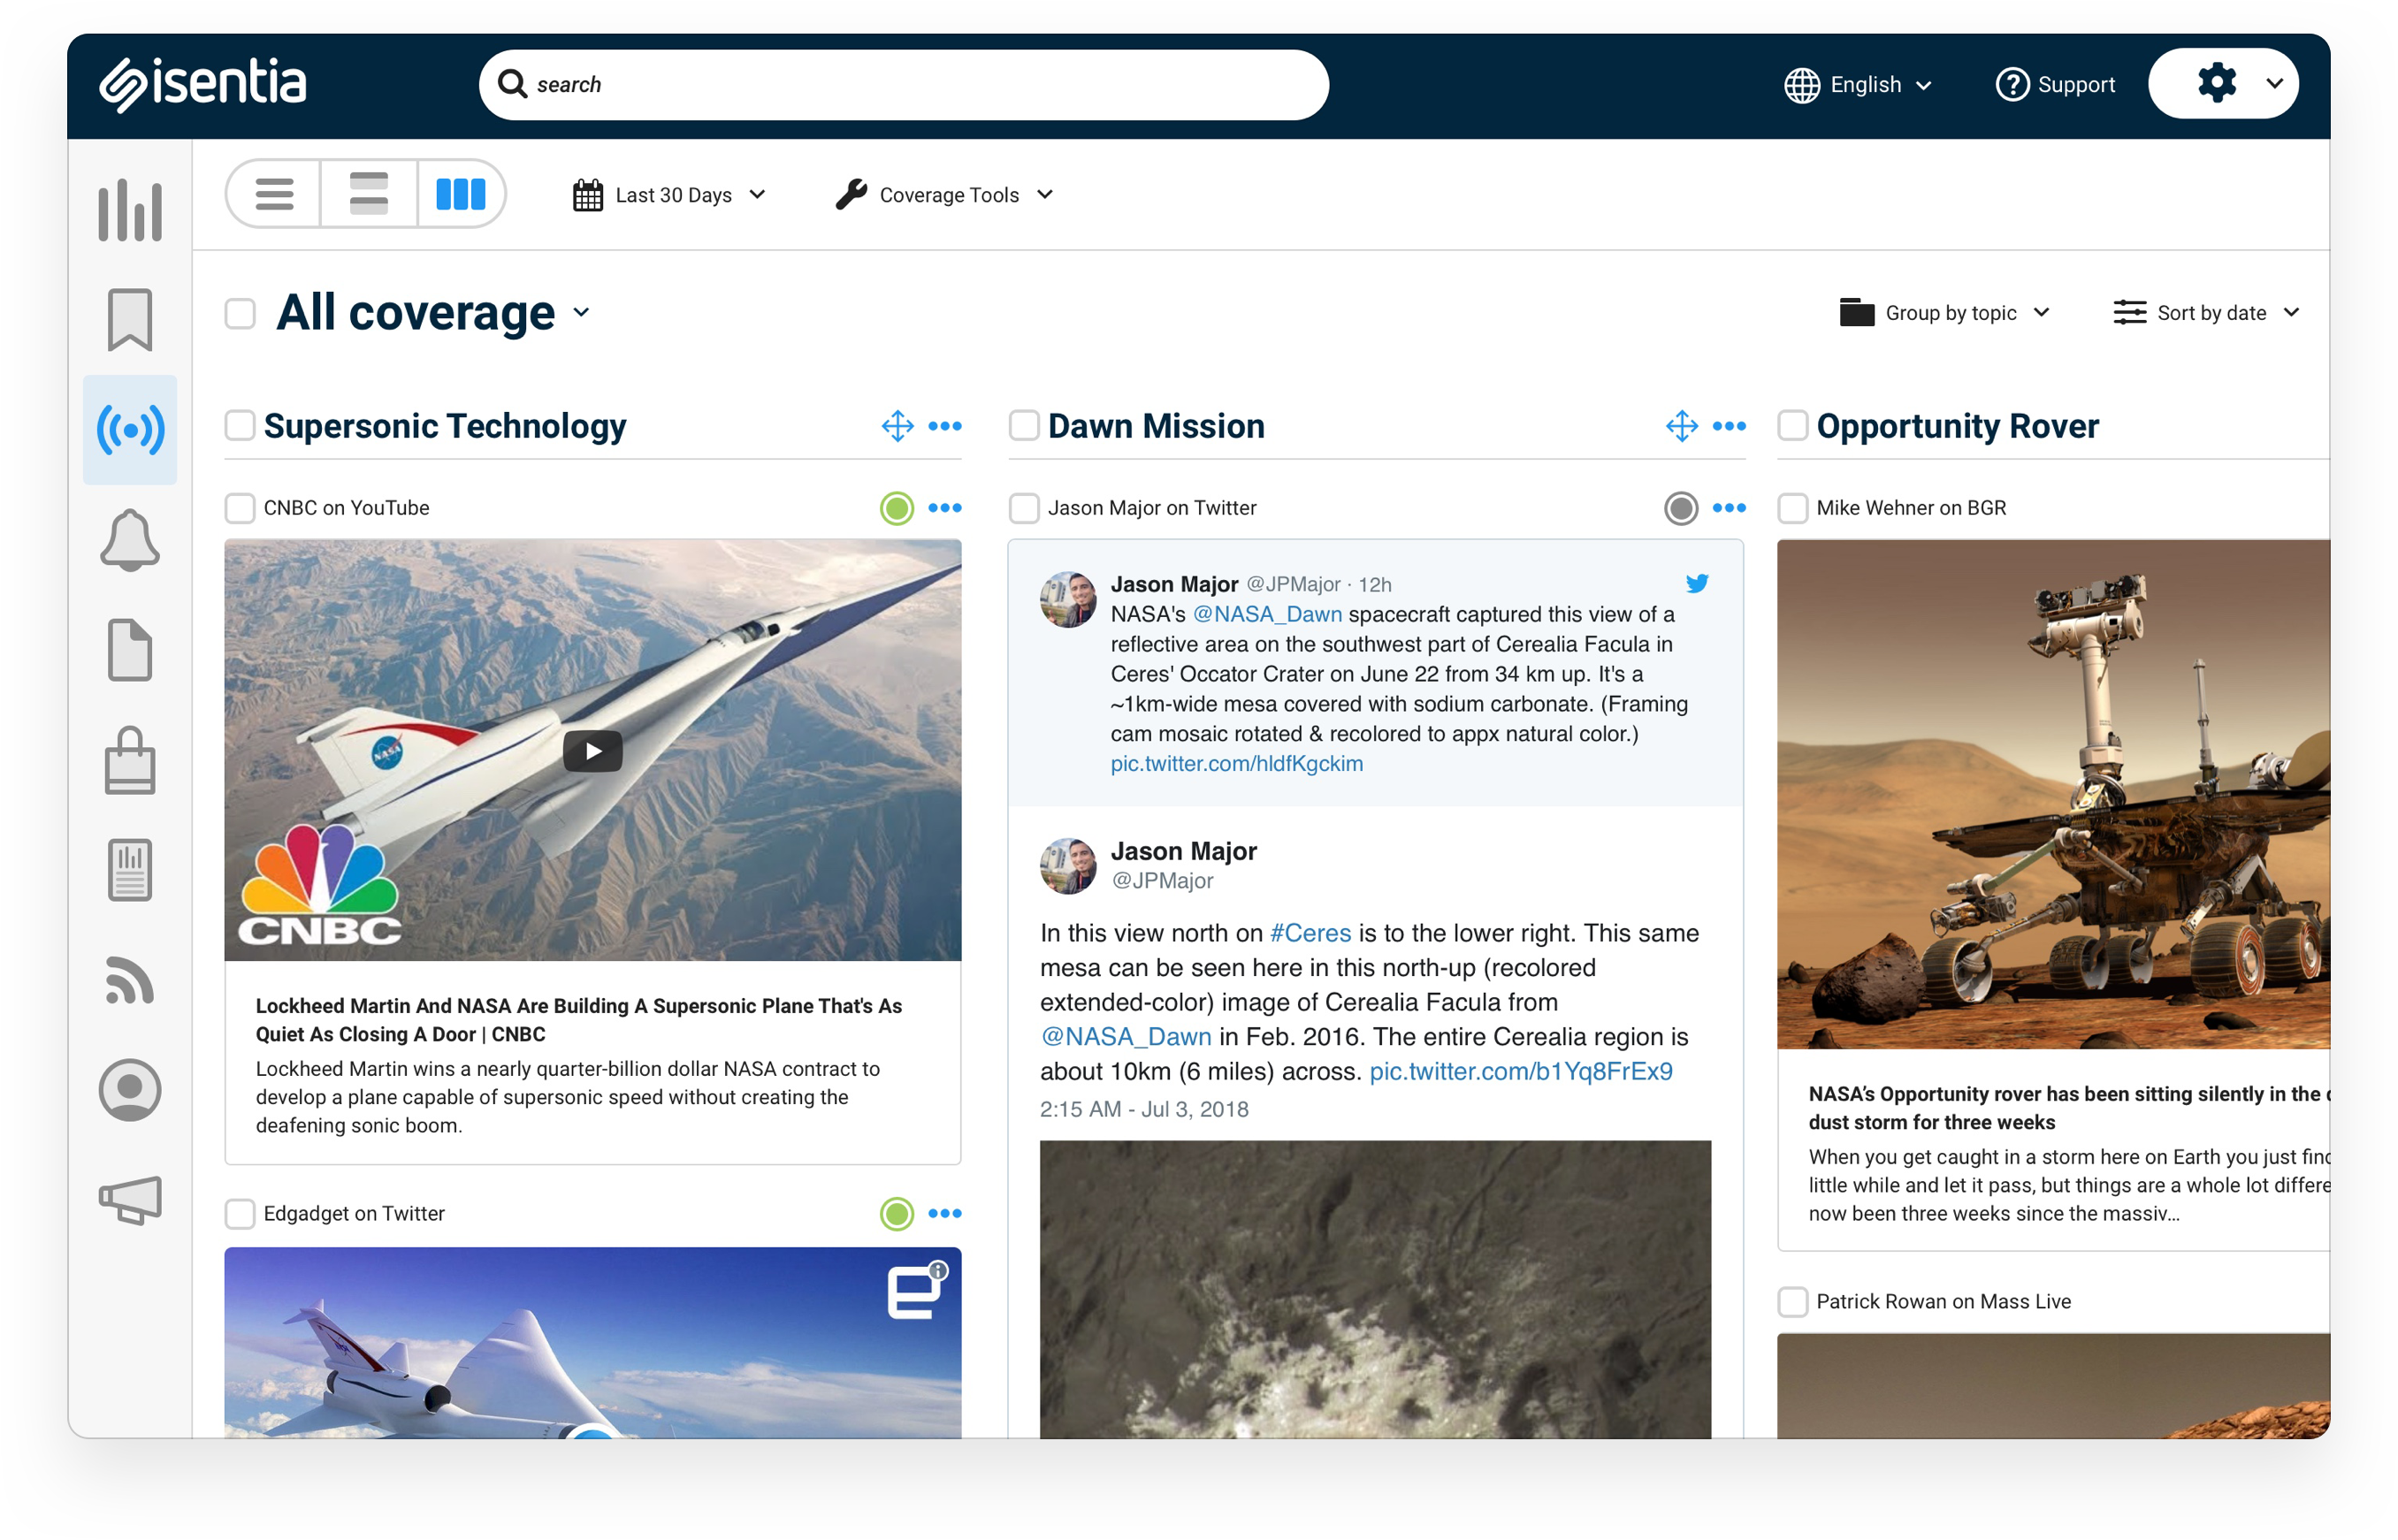 isentia
search
English
Support
Last 30 Days
Coverage Tools
All coverage
Group by topic
Sort by date
Supersonic Technology
CNBC on YouTube
NASA
CNBC
Lockheed Martin And NASA Are Building A Supersonic Plane That's As
Quiet As Closing A Door | CNBC
Lockheed Martin wins a nearly quarter-billion dollar NASA contract to
develop a plane capable of supersonic speed without creating the
deafening sonic boom.
Edgadget on Twitter
Dawn Mission
Jason Major on Twitter
Jason Major @JPMajor · 12h
NASA's @NASA_Dawn spacecraft captured this view of a
reflective area on the southwest part of Cerealia Facula in
Ceres' Occator Crater on June 22 from 34 km up. It's a
~1km-wide mesa covered with sodium carbonate. (Framing
cam mosaic rotated & recolored to appx natural color.)
pic.twitter.com/hldfKgckim
Jason Major
@JPMajor
In this view north on #Ceres is to the lower right. This same
mesa can be seen here in this north-up (recolored
extended-color) image of Cerealia Facula from
@NASA_Dawn in Feb. 2016. The entire Cerealia region is
about 10km (6 miles) across. pic.twitter.com/b1Yq8FrEx9
2:15 AM - Jul 3, 2018
Opportunity Rover
Mike Wehner on BGR
NASA’s Opportunity rover has been sitting silently in the
dust storm for three weeks
When you get caught in a storm here on Earth you just
little while and let it pass, but things are a whole lot
now been three weeks since the massiv...
Patrick Rowan on Mass Live